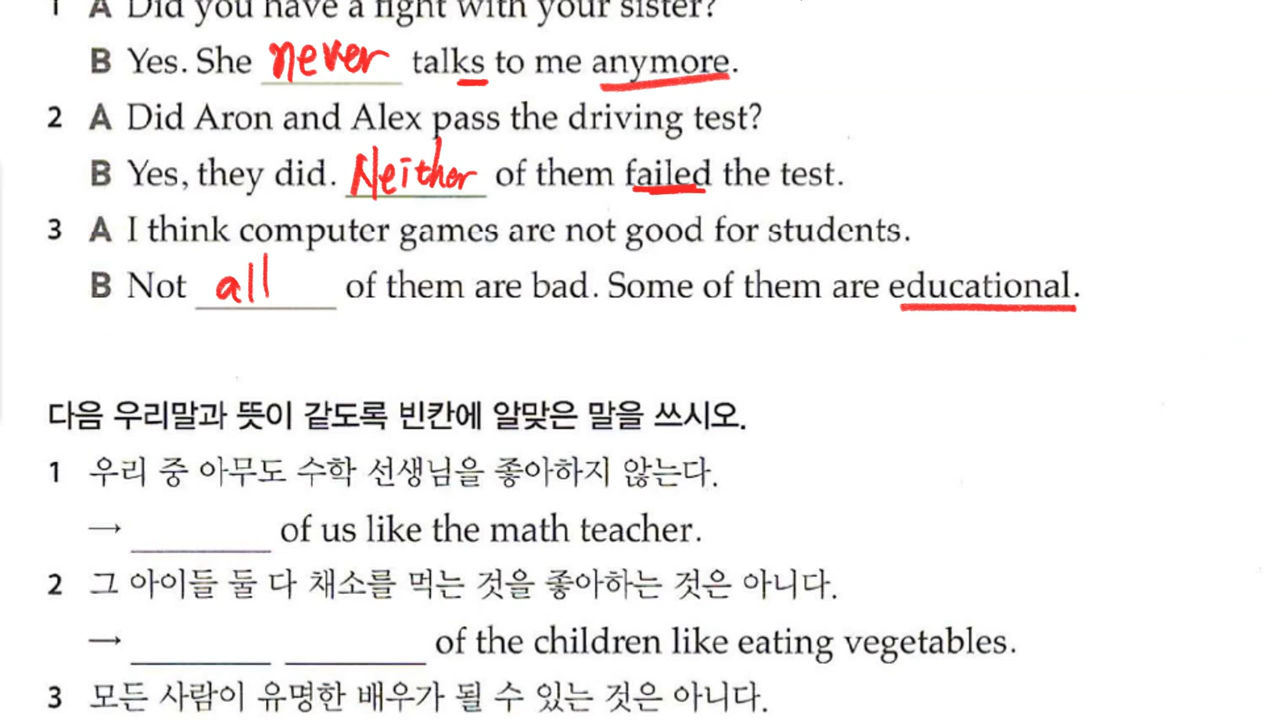 1 A Did you have a fight with your sister?
B Yes. She never talks to me anymore.
2 A Did Aron and Alex pass the driving test?
B Yes, they did. Neither of them failed the test.
3 A I think computer games are not good for students.
B Not all of them are bad. Some of them are educational.
다음 우리말과 뜻이 같도록 빈칸에 알맞은 말을 쓰시오.
1 우리 중 아무도 수학 선생님을 좋아하지 않는다.
→ ________ of us like the math teacher.
2 그 아이들 둘 다 채소를 먹는 것을 좋아하는 것은 아니다.
→ ________ ________ of the children like eating vegetables.
3 모든 사람이 유명한 배우가 될 수 있는 것은 아니다.